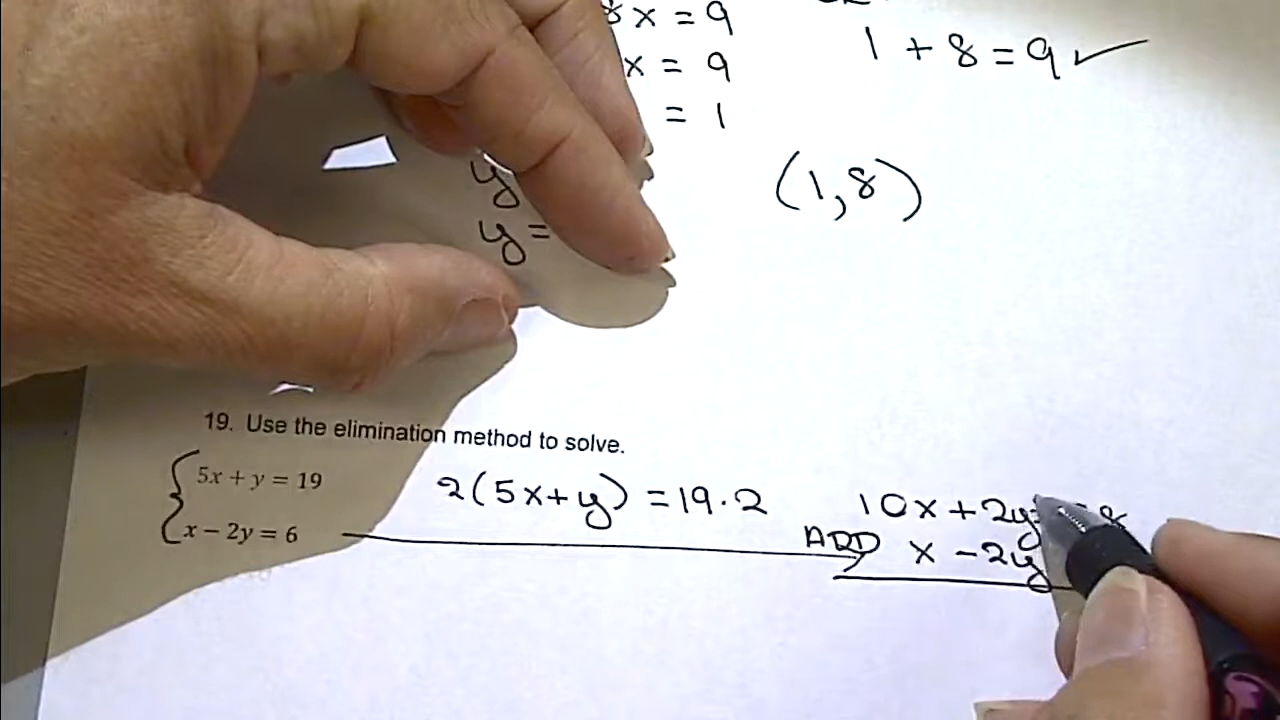 x = 9
x = 9
= 1
1 + 8 = 9 ✓
(1,8)
y
y =
19. Use the elimination method to solve.
5x + y = 19
x – 2y = 6
2(5x+y) = 19·2
10x + 2y = 8
ADD x - 2y